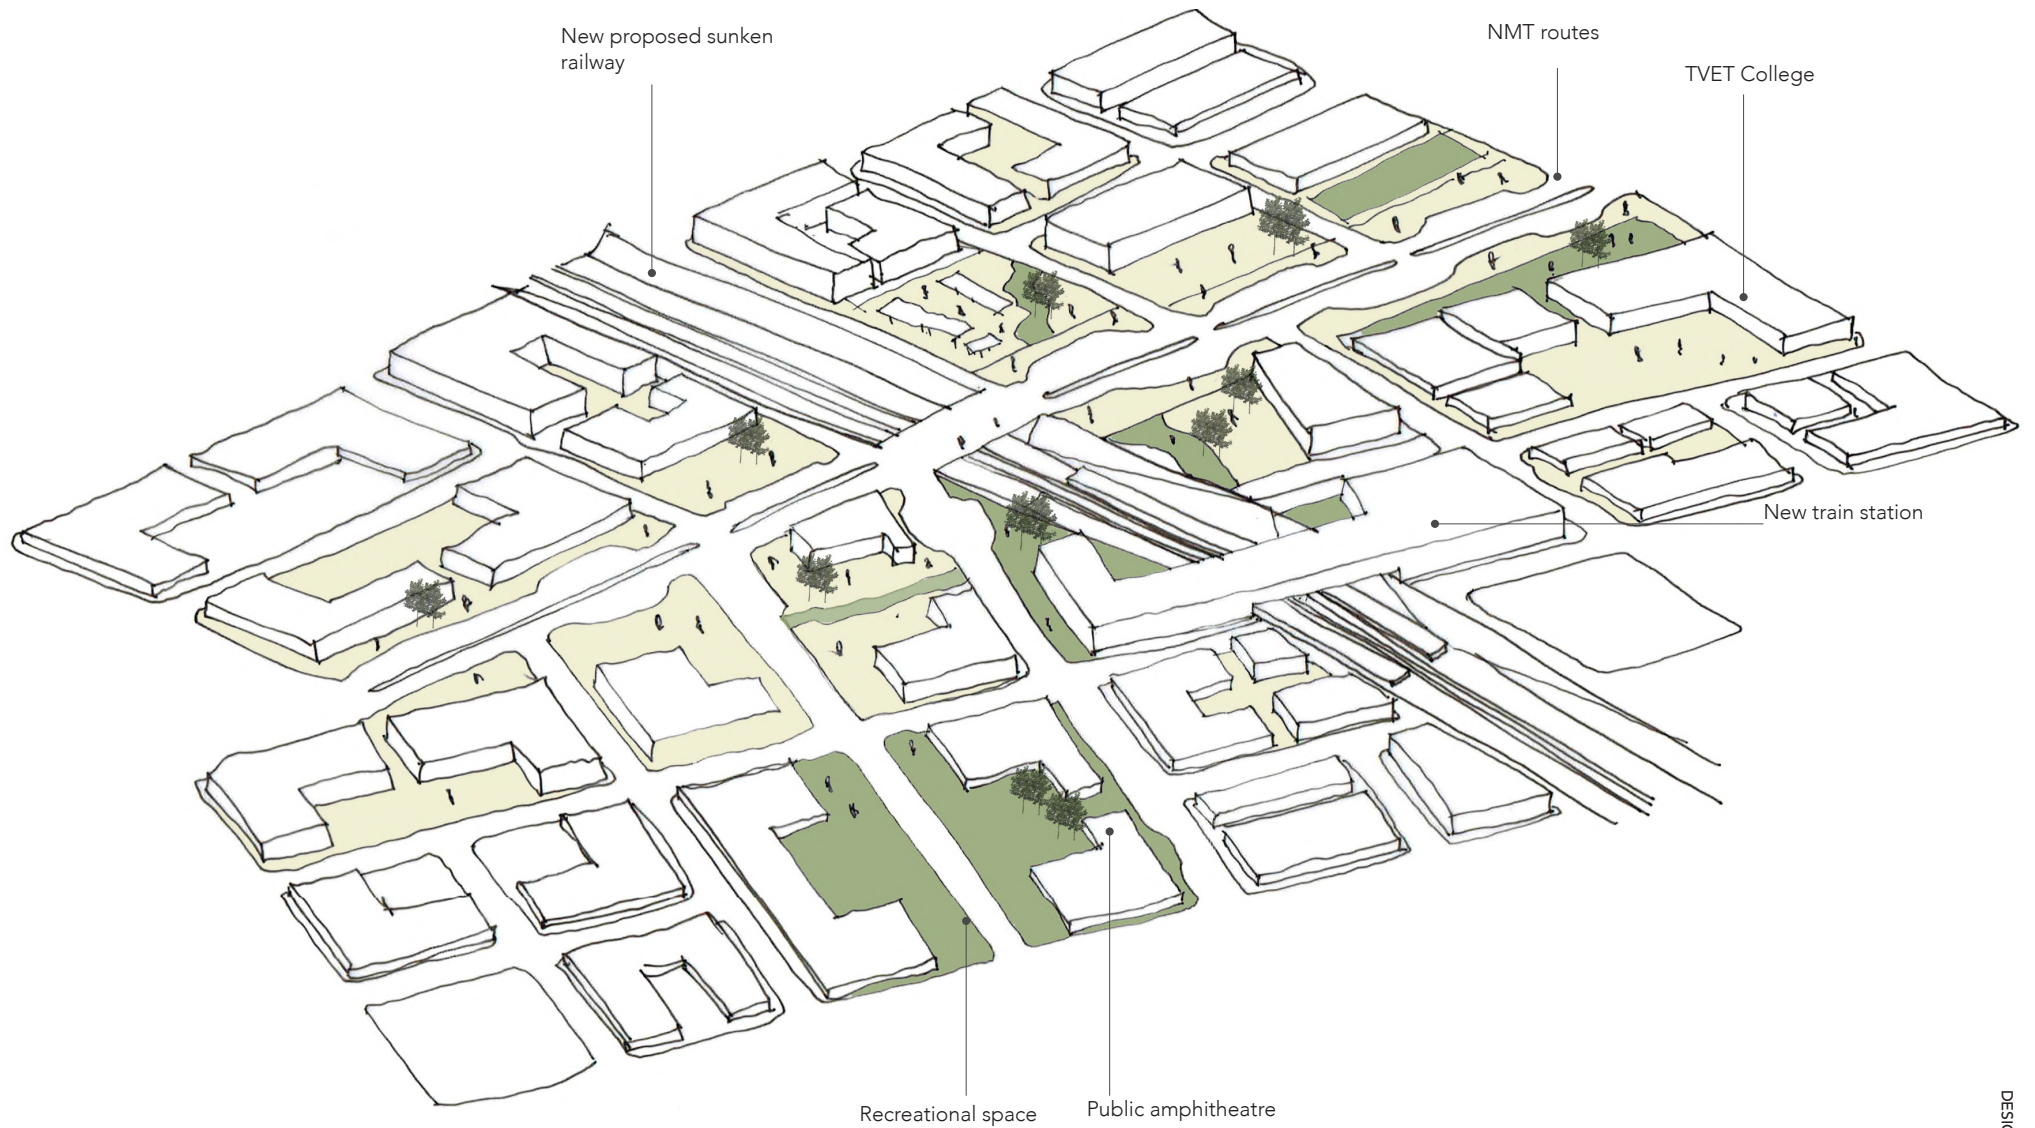 New proposed sunken
railway
NMT routes
TVET College
New train station
Recreational space
Public amphitheatre